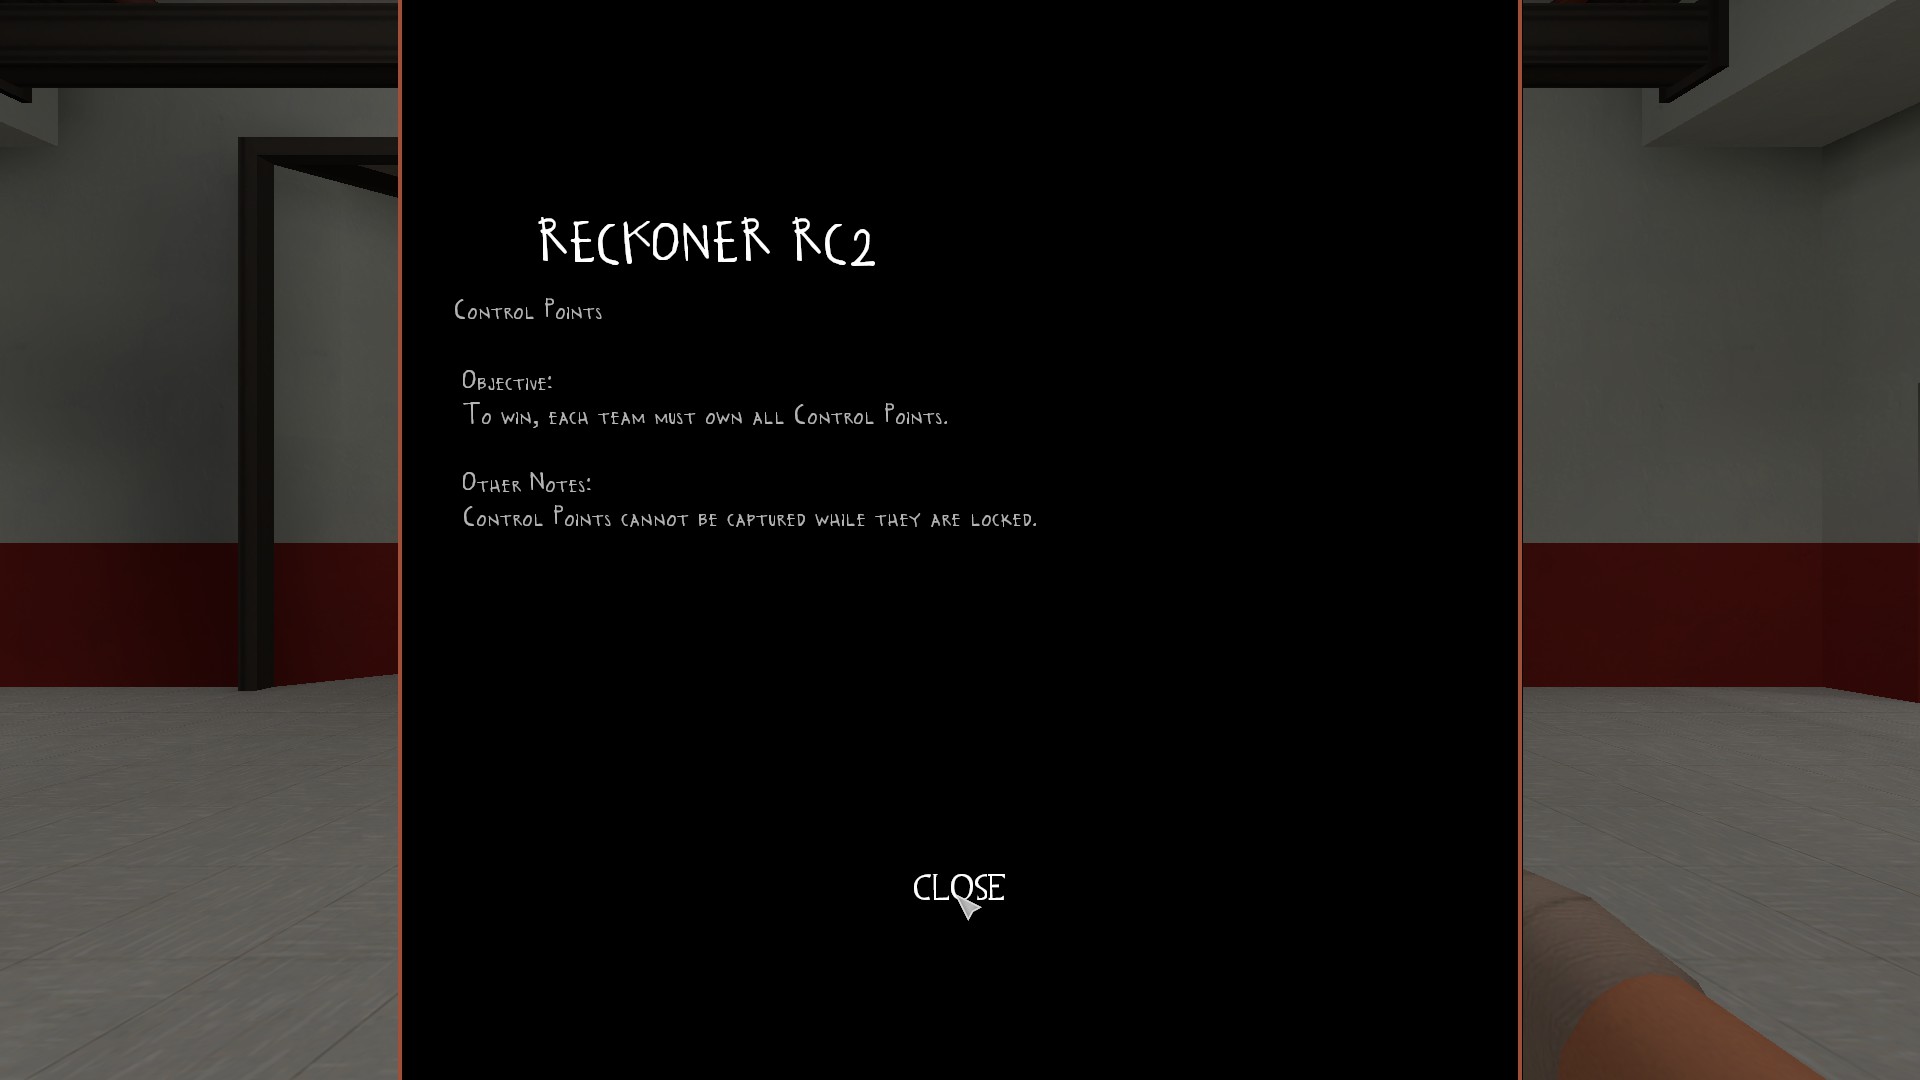 RECKONER RC2
Control Points
Objective:
To win, each team must own all Control Points.
Other Notes:
Control Points cannot be captured while they are locked.
CLOSE